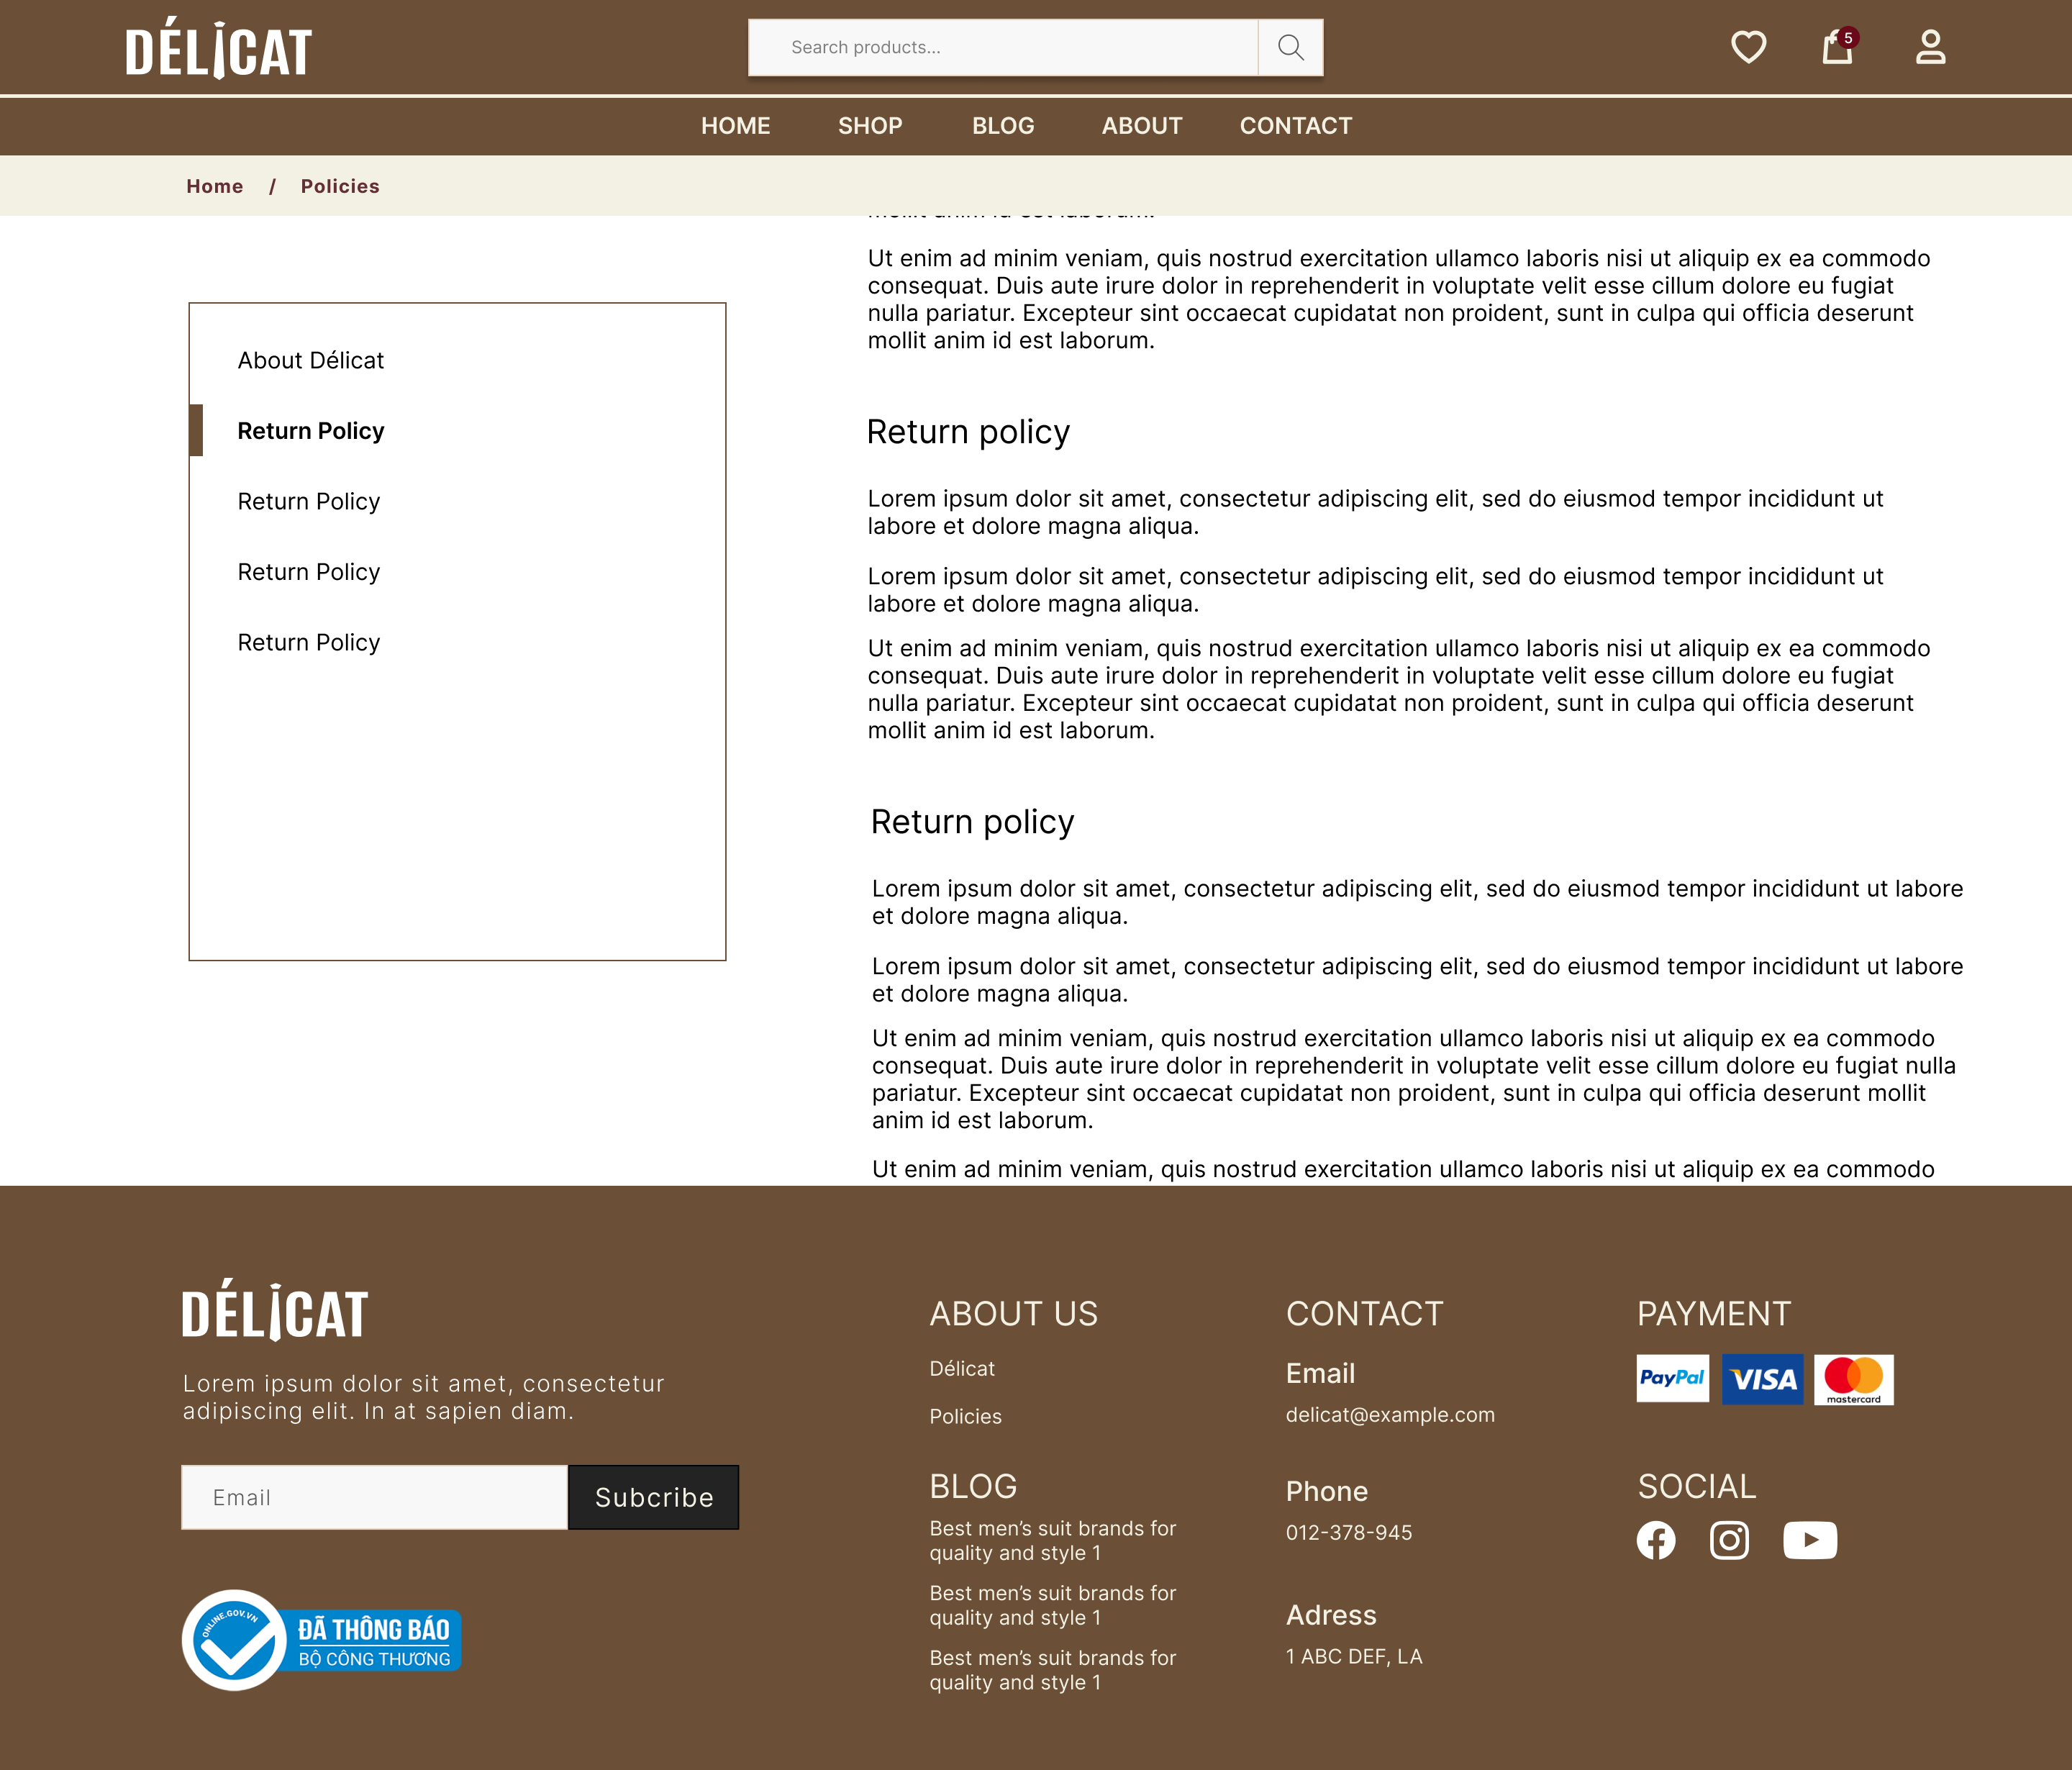 DÉLiCAT
Search products...
5
HOME SHOP BLOG ABOUT CONTACT
Home / Policies
mollit anim id est laborum.
Ut enim ad minim veniam, quis nostrud exercitation ullamco laboris nisi ut aliquip ex ea commodo
consequat. Duis aute irure dolor in reprehenderit in voluptate velit esse cillum dolore eu fugiat
nulla pariatur. Excepteur sint occaecat cupidatat non proident, sunt in culpa qui officia deserunt
mollit anim id est laborum.
About Délicat
Return Policy
Return Policy
Return Policy
Return Policy
Return policy
Lorem ipsum dolor sit amet, consectetur adipiscing elit, sed do eiusmod tempor incididunt ut
labore et dolore magna aliqua.
Lorem ipsum dolor sit amet, consectetur adipiscing elit, sed do eiusmod tempor incididunt ut
labore et dolore magna aliqua.
Ut enim ad minim veniam, quis nostrud exercitation ullamco laboris nisi ut aliquip ex ea commodo
consequat. Duis aute irure dolor in reprehenderit in voluptate velit esse cillum dolore eu fugiat
nulla pariatur. Excepteur sint occaecat cupidatat non proident, sunt in culpa qui officia deserunt
mollit anim id est laborum.
Return policy
Lorem ipsum dolor sit amet, consectetur adipiscing elit, sed do eiusmod tempor incididunt ut labore
et dolore magna aliqua.
Lorem ipsum dolor sit amet, consectetur adipiscing elit, sed do eiusmod tempor incididunt ut labore
et dolore magna aliqua.
Ut enim ad minim veniam, quis nostrud exercitation ullamco laboris nisi ut aliquip ex ea commodo
consequat. Duis aute irure dolor in reprehenderit in voluptate velit esse cillum dolore eu fugiat nulla
pariatur. Excepteur sint occaecat cupidatat non proident, sunt in culpa qui officia deserunt mollit
anim id est laborum.
Ut enim ad minim veniam, quis nostrud exercitation ullamco laboris nisi ut aliquip ex ea commodo
DÉLiCAT
Lorem ipsum dolor sit amet, consectetur
adipiscing elit. In at sapien diam.
Email
Subcribe
ONLINE.GOV.VN
ĐÃ THÔNG BÁO
BỘ CÔNG THƯƠNG
ABOUT US
Délicat
Policies
BLOG
Best men’s suit brands for
quality and style 1
Best men’s suit brands for
quality and style 1
Best men’s suit brands for
quality and style 1
CONTACT
Email
delicat@example.com
Phone
012-378-945
Adress
1 ABC DEF, LA
PAYMENT
PayPal VISA mastercard
SOCIAL